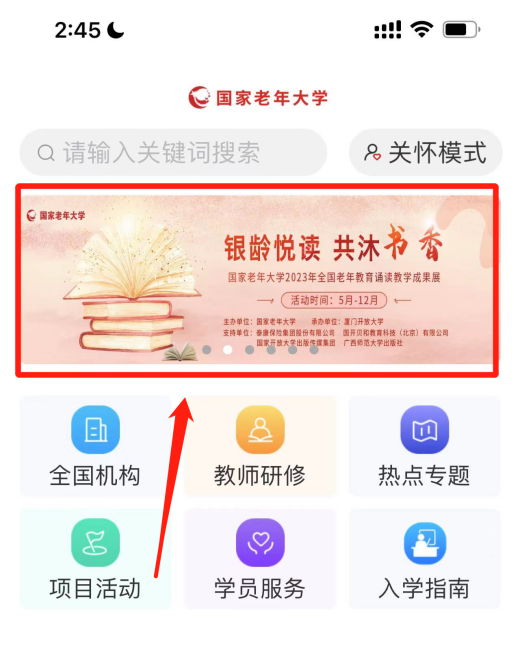 2:45
国家老年大学
请输入关键词搜索
关怀模式
国家老年大学
银龄悦读 共沐书香
国家老年大学2023年全国老年教育诵读教学成果展
活动时间：5月-12月
主办单位：国家老年大学 承办单位：厦门开放大学
支持单位：泰康保险集团股份有限公司 国开贝和教育科技（北京）有限公司
国家开放大学出版传媒集团 广西师范大学出版社
全国机构
教师研修
热点专题
项目活动
学员服务
入学指南